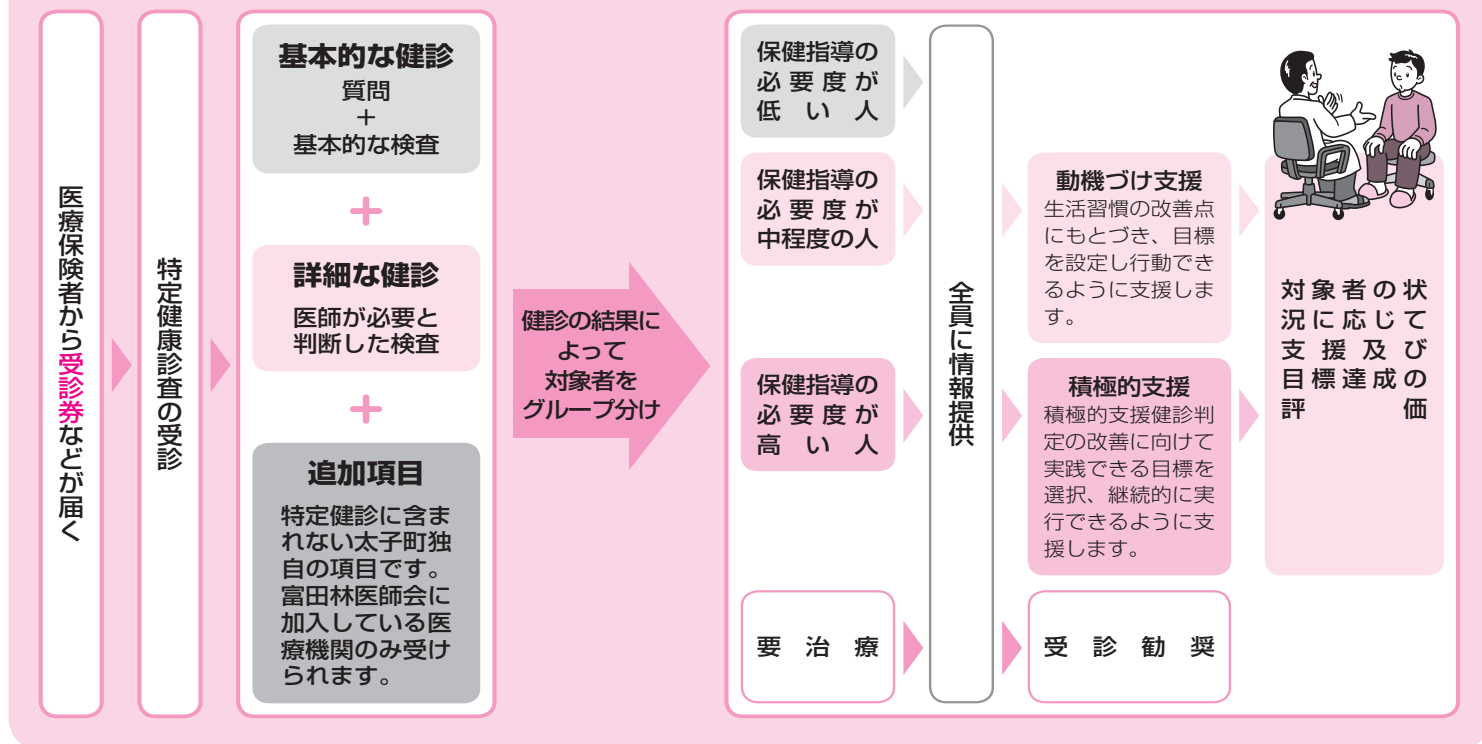 医療保険者から受診券などが届く
特定健康診査の受診
基本的な健診
質問
+
基本的な検査
+
詳細な健診
医師が必要と
判断した検査
+
追加項目
特定健診に含ま
れない太子町独
自の項目です。
富田林医師会に
加入している医
療機関のみ受け
られます。
健診の結果に
よって
対象者を
グループ分け
保健指導の
必要度が
低い人
保健指導の
必要度が
中程度の人
保健指導の
必要度が
高い人
要治療
全員に情報提供
動機づけ支援
生活習慣の改善点
にもとづき、目標
を設定し行動でき
るように支援しま
す。
積極的支援
積極的支援健診判
定の改善に向けて
実践できる目標を
選択、継続的に実
行できるように支
援します。
受診勧奨
対象者の状
況に応じて
支援及び
目標達成の
評価